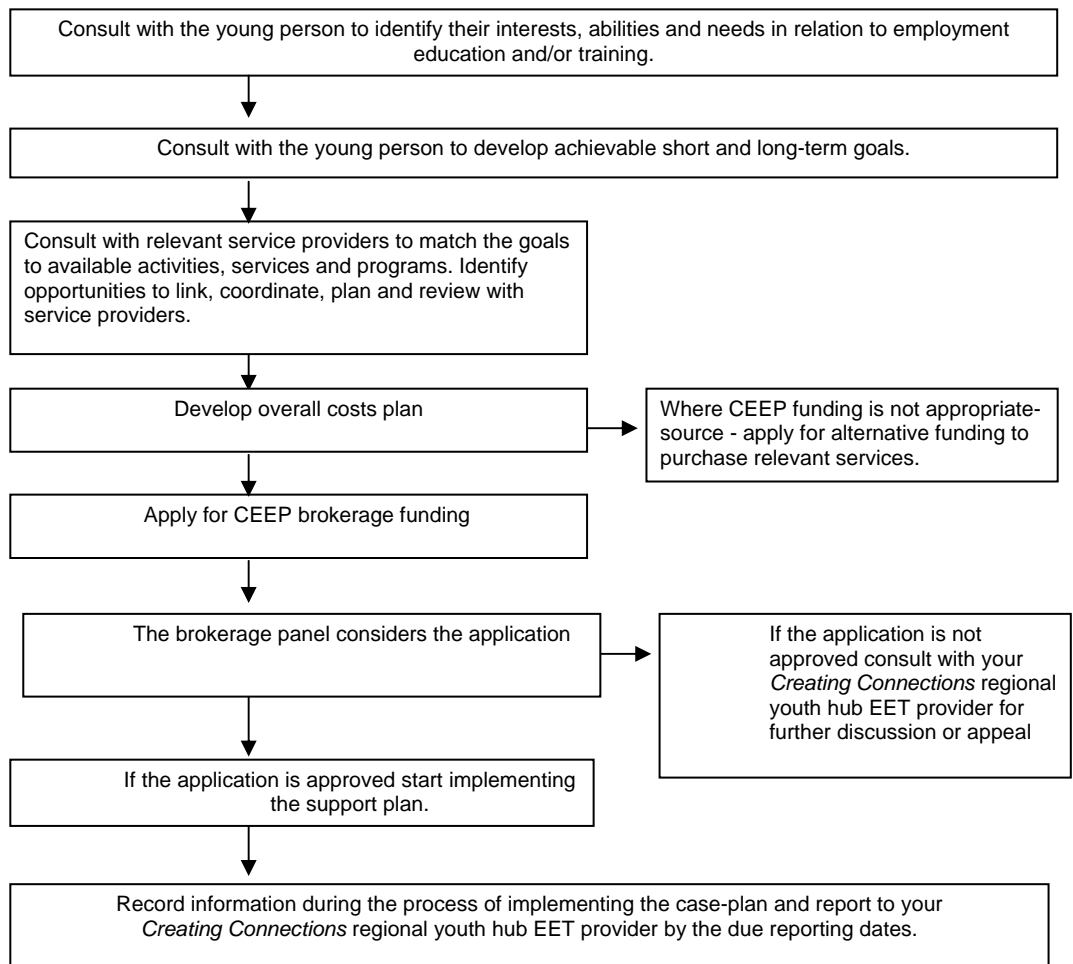 Consult with the young person to identify their interests, abilities and needs in relation to employment
education and/or training.
Consult with the young person to develop achievable short and long-term goals.
Consult with relevant service providers to match the goals
to available activities, services and programs. Identify
opportunities to link, coordinate, plan and review with
service providers.
Develop overall costs plan
Where CEEP funding is not appropriate-
source - apply for alternative funding to
purchase relevant services.
Apply for CEEP brokerage funding
The brokerage panel considers the application
If the application is not
approved consult with your
Creating Connections regional
youth hub EET provider for
further discussion or appeal
If the application is approved start implementing
the support plan.
Record information during the process of implementing the case-plan and report to your
Creating Connections regional youth hub EET provider by the due reporting dates.